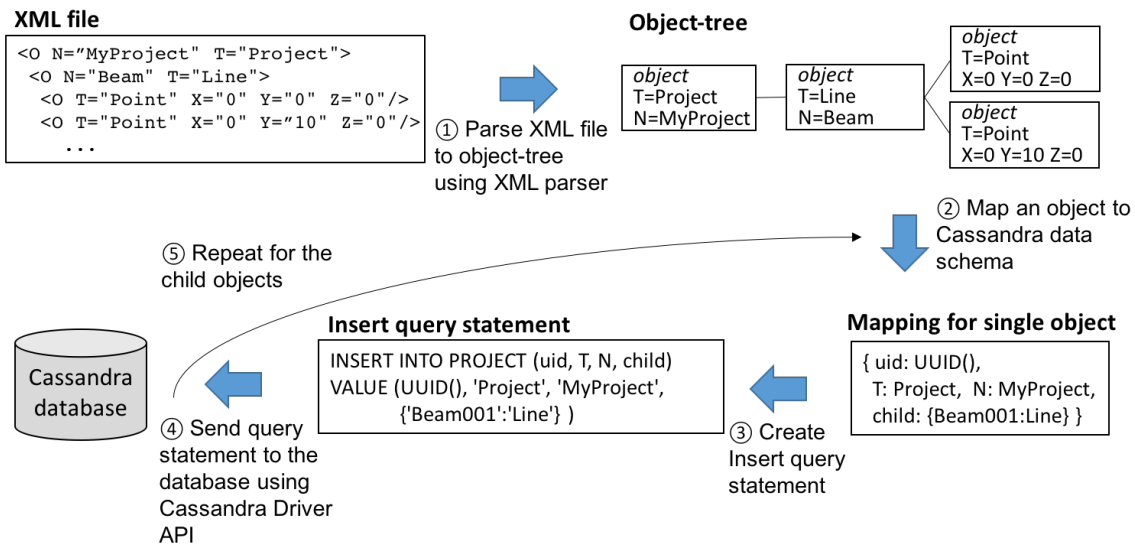 XML file
<O N=”MyProject" T="Project">
<O N="Beam" T="Line">
<O T="Point" X="0" Y="0" Z="0"/>
<O T="Point" X="0" Y=”10" Z="0"/>
...
① Parse XML file
to object-tree
using XML parser
Object-tree
object
T=Project
N=MyProject
object
T=Line
N=Beam
object
T=Point
X=0 Y=0 Z=0
object
T=Point
X=0 Y=10 Z=0
② Map an object to
Cassandra data
schema
Mapping for single object
{ uid: UUID(),
T: Project, N: MyProject,
child: {Beam001:Line} }
③ Create
Insert query
statement
Insert query statement
INSERT INTO PROJECT (uid, T, N, child)
VALUE (UUID(), 'Project', 'MyProject',
{'Beam001':'Line'} )
④ Send query
statement to the
database using
Cassandra Driver
API
Cassandra
database
⑤ Repeat for the
child objects